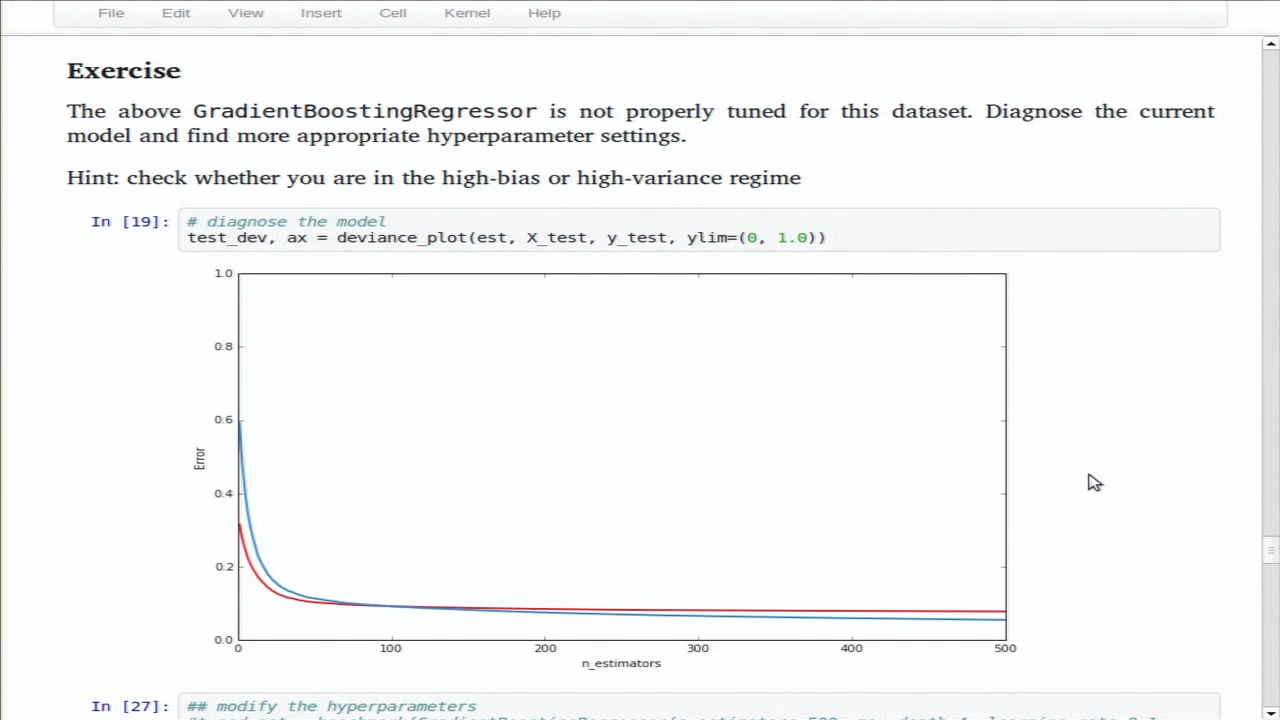 File Edit View Insert Cell Kernel Help
Exercise
The above GradientBoostingRegressor is not properly tuned for this dataset. Diagnose the current
model and find more appropriate hyperparameter settings.
Hint: check whether you are in the high-bias or high-variance regime
In [19]: # diagnose the model
test_dev, ax = deviance_plot(est, X_test, y_test, ylim=(0, 1.0))
1.0
0.8
0.6
Error
0.4
0.2
0.0
0 100 200 300 400 500
n_estimators
In [27]: ## modify the hyperparameters